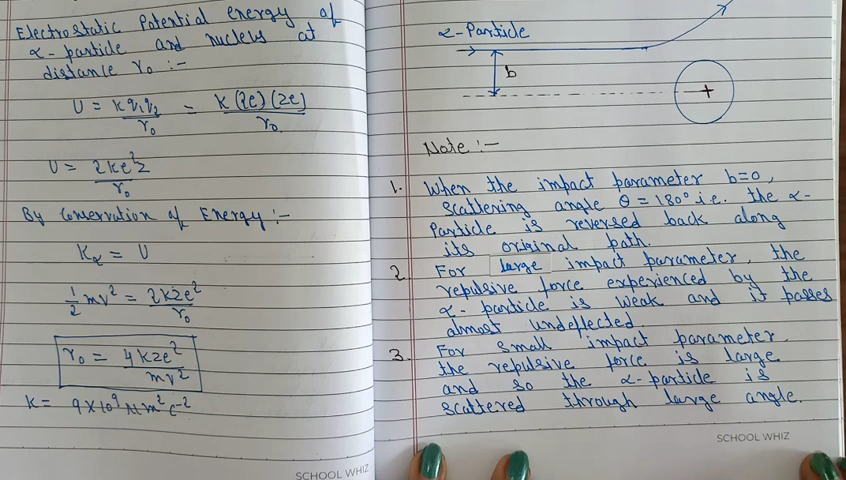 Electrostatic Potential energy of
α-particle and nucleus at
distance r₀ :-
U = K q₁q₂ / r₀ = K (Ze) (2e) / r₀
U = 2Ke²Z / r₀
By Conservation of Energy :-
Kα = U
1/2 mv² = 2KZe² / r₀
r₀ = 4KZe² / mv²
K = 9×10⁹ Nm²C⁻²
SCHOOL WHIZ
α-Particle
b
+
Note :-
1. When the impact parameter b=0,
Scattering angle θ = 180° i.e. the α-
Particle is reversed back along
its original path.
2. For large impact parameter, the
repulsive force experienced by the
α-particle is weak and it passes
almost undeflected.
3. For small impact parameter,
the repulsive force is large
and so the α-particle is
scattered through large angle.
SCHOOL WHIZ